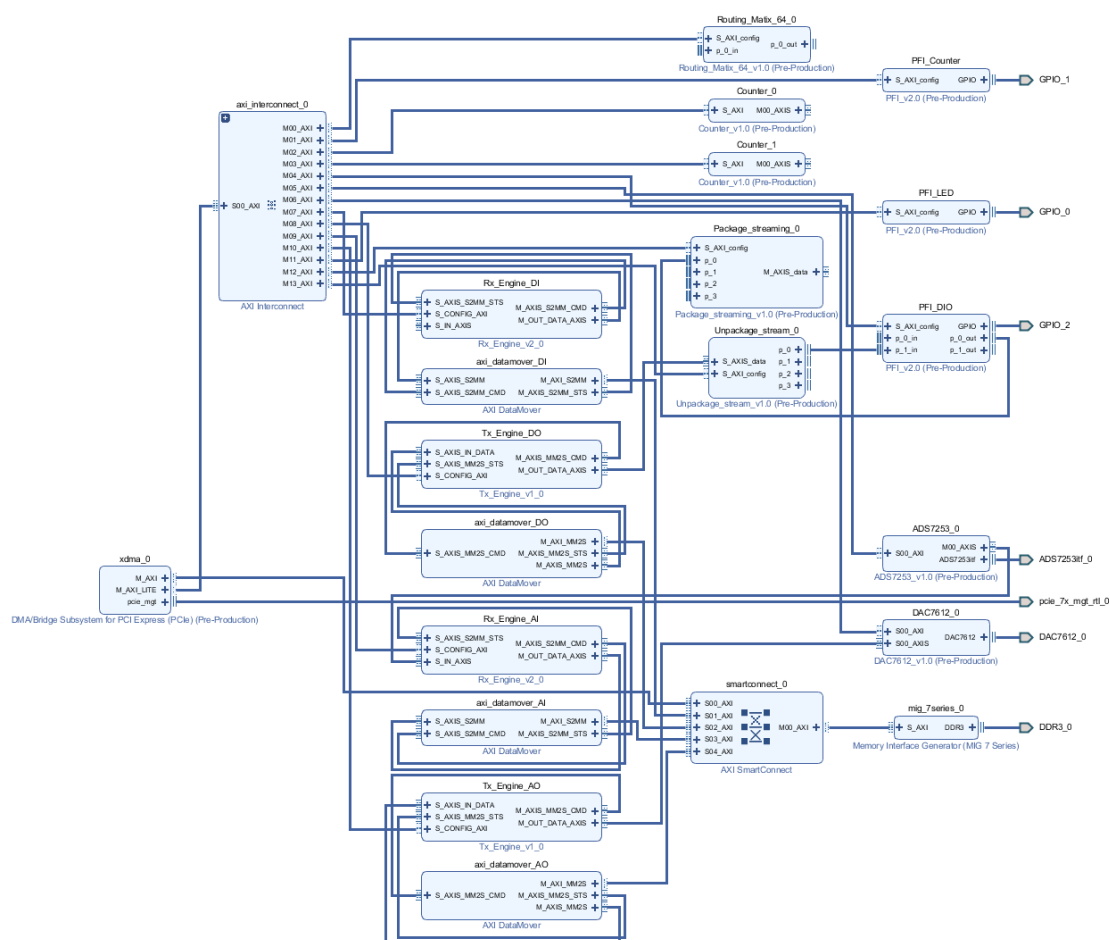 Routing_Matix_64_0
S_AXI_config
p_0_in
p_0_out
Routing_Matix_64_v1.0 (Pre-Production)
PFI_Counter
S_AXI_config
GPIO
PFI_v2.0 (Pre-Production)
GPIO_1
Counter_0
S_AXI
M00_AXIS
Counter_v1.0 (Pre-Production)
Counter_1
S_AXI
M00_AXIS
Counter_v1.0 (Pre-Production)
axi_interconnect_0
S00_AXI
M00_AXI
M01_AXI
M02_AXI
M03_AXI
M04_AXI
M05_AXI
M06_AXI
M07_AXI
M08_AXI
M09_AXI
M10_AXI
M11_AXI
M12_AXI
M13_AXI
AXI Interconnect
PFI_LED
S_AXI_config
GPIO
PFI_v2.0 (Pre-Production)
GPIO_0
Package_streaming_0
S_AXI_config
p_0
p_1
p_2
p_3
M_AXIS_data
Package_streaming_v1.0 (Pre-Production)
Rx_Engine_DI
S_AXIS_S2MM_STS
S_CONFIG_AXI
S_IN_AXIS
M_AXIS_S2MM_CMD
M_OUT_DATA_AXIS
Rx_Engine_v2_0
PFI_DIO
S_AXI_config
p_0_in
p_1_in
GPIO
p_0_out
p_1_out
PFI_v2.0 (Pre-Production)
GPIO_2
Unpackage_stream_0
S_AXIS_data
S_AXI_config
p_0
p_1
p_2
p_3
Unpackage_stream_v1.0 (Pre-Production)
axi_datamover_DI
S_AXIS_S2MM
S_AXIS_S2MM_CMD
M_AXI_S2MM
M_AXIS_S2MM_STS
AXI DataMover
Tx_Engine_DO
S_AXIS_IN_DATA
S_AXIS_MM2S_STS
S_CONFIG_AXI
M_AXIS_MM2S_CMD
M_OUT_DATA_AXIS
Tx_Engine_v1_0
axi_datamover_DO
S_AXIS_MM2S_CMD
M_AXI_MM2S
M_AXIS_MM2S_STS
M_AXIS_MM2S
AXI DataMover
ADS7253_0
S00_AXI
M00_AXIS
ADS7253itf
ADS7253_v1.0 (Pre-Production)
ADS7253itf_0
xdma_0
M_AXI
M_AXI_LITE
pcie_mgt
DMA/Bridge Subsystem for PCI Express (PCIe) (Pre-Production)
pcie_7x_mgt_rtl_0
DAC7612_0
S00_AXI
S00_AXIS
DAC7612
DAC7612_v1.0 (Pre-Production)
DAC7612_0
Rx_Engine_AI
S_AXIS_S2MM_STS
S_CONFIG_AXI
S_IN_AXIS
M_AXIS_S2MM_CMD
M_OUT_DATA_AXIS
Rx_Engine_v2_0
smartconnect_0
S00_AXI
S01_AXI
S02_AXI
S03_AXI
S04_AXI
M00_AXI
AXI SmartConnect
mig_7series_0
S_AXI
DDR3
Memory Interface Generator (MIG 7 Series)
DDR3_0
axi_datamover_AI
S_AXIS_S2MM
S_AXIS_S2MM_CMD
M_AXI_S2MM
M_AXIS_S2MM_STS
AXI DataMover
Tx_Engine_AO
S_AXIS_IN_DATA
S_AXIS_MM2S_STS
S_CONFIG_AXI
M_AXIS_MM2S_CMD
M_OUT_DATA_AXIS
Tx_Engine_v1_0
axi_datamover_AO
S_AXIS_MM2S_CMD
M_AXI_MM2S
M_AXIS_MM2S_STS
M_AXIS_MM2S
AXI DataMover